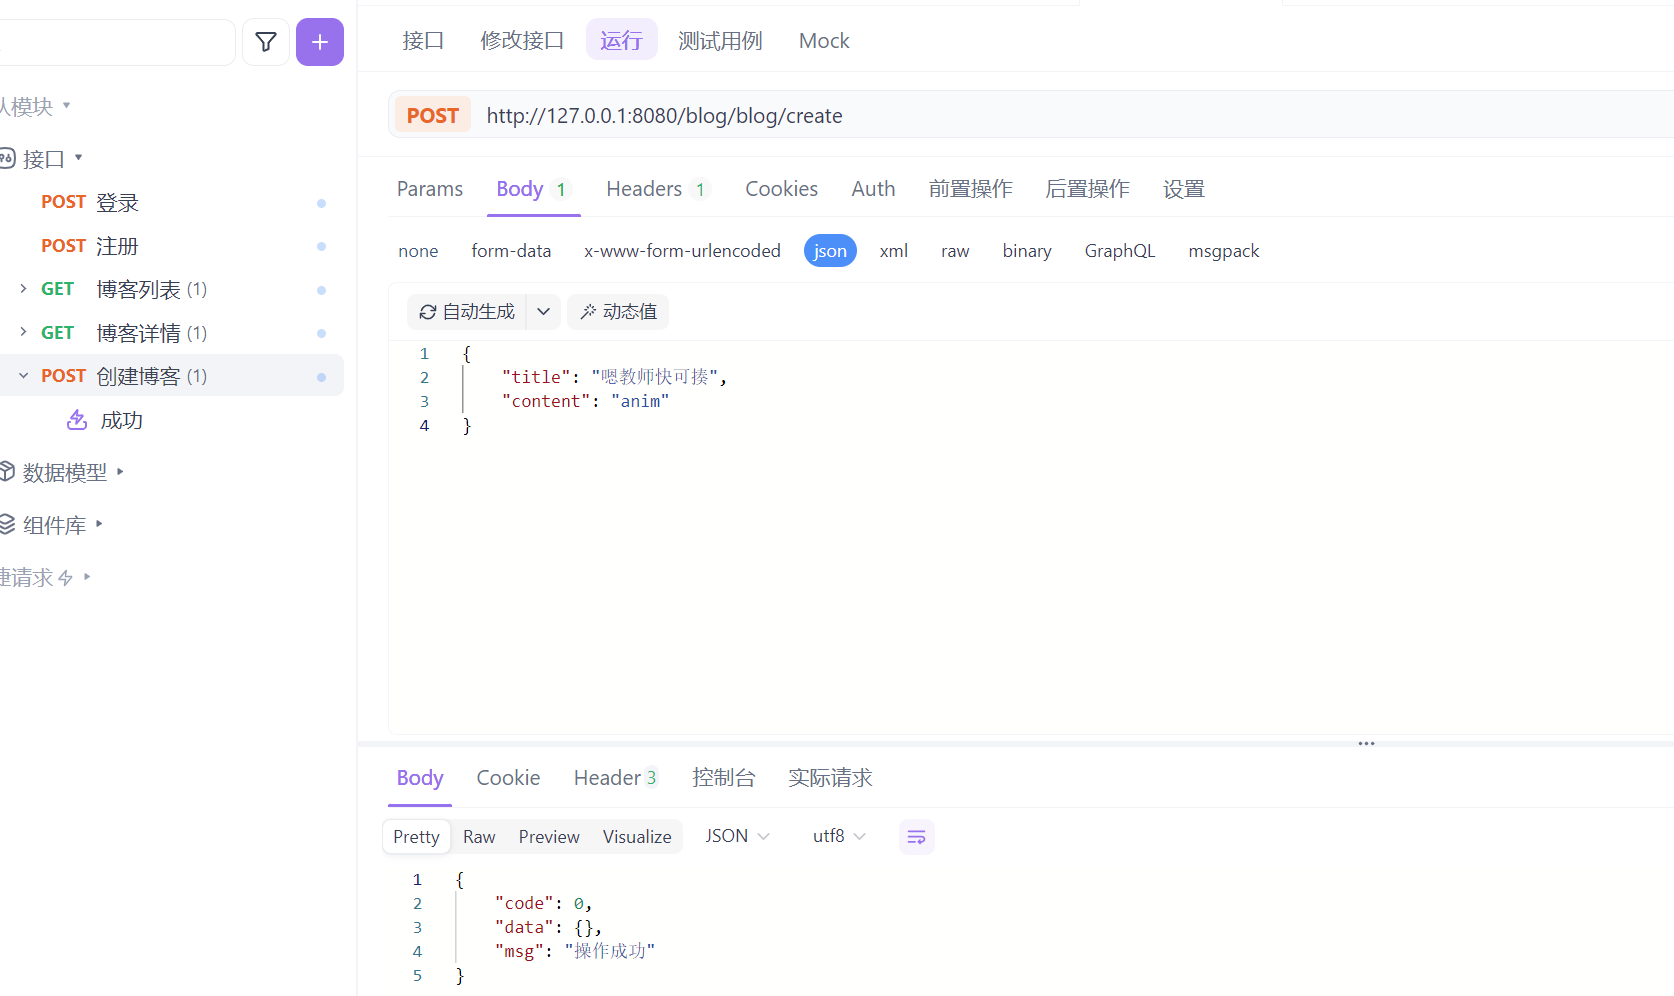 接口 修改接口 运行 测试用例 Mock
认模块
接口
POST 登录
POST 注册
GET 博客列表 (1)
GET 博客详情 (1)
POST 创建博客 (1)
成功
数据模型
组件库
捷请求
POST http://127.0.0.1:8080/blog/blog/create
Params Body 1 Headers 1 Cookies Auth 前置操作 后置操作 设置
none form-data x-www-form-urlencoded json xml raw binary GraphQL msgpack
自动生成 动态值
1 {
2 "title": "嗯教师快可揍",
3 "content": "anim"
4 }
Body Cookie Header 3 控制台 实际请求
Pretty Raw Preview Visualize JSON utf8
1 {
2 "code": 0,
3 "data": {},
4 "msg": "操作成功"
5 }